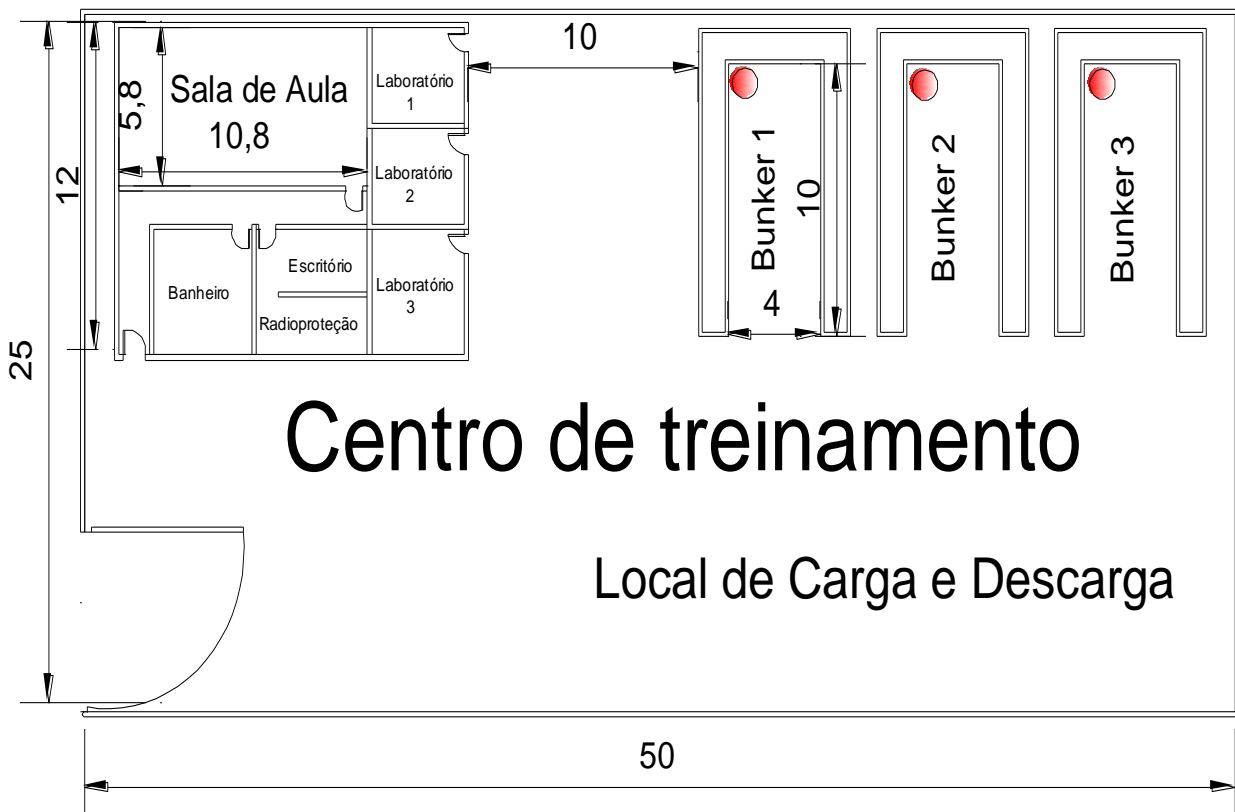 10
Sala de Aula
10,8
5,8
12
25
Laboratório
1
Laboratório
2
Laboratório
3
Escritório
Banheiro
Radioproteção
Bunker 1
10
4
Bunker 2
Bunker 3
Centro de treinamento
Local de Carga e Descarga
50